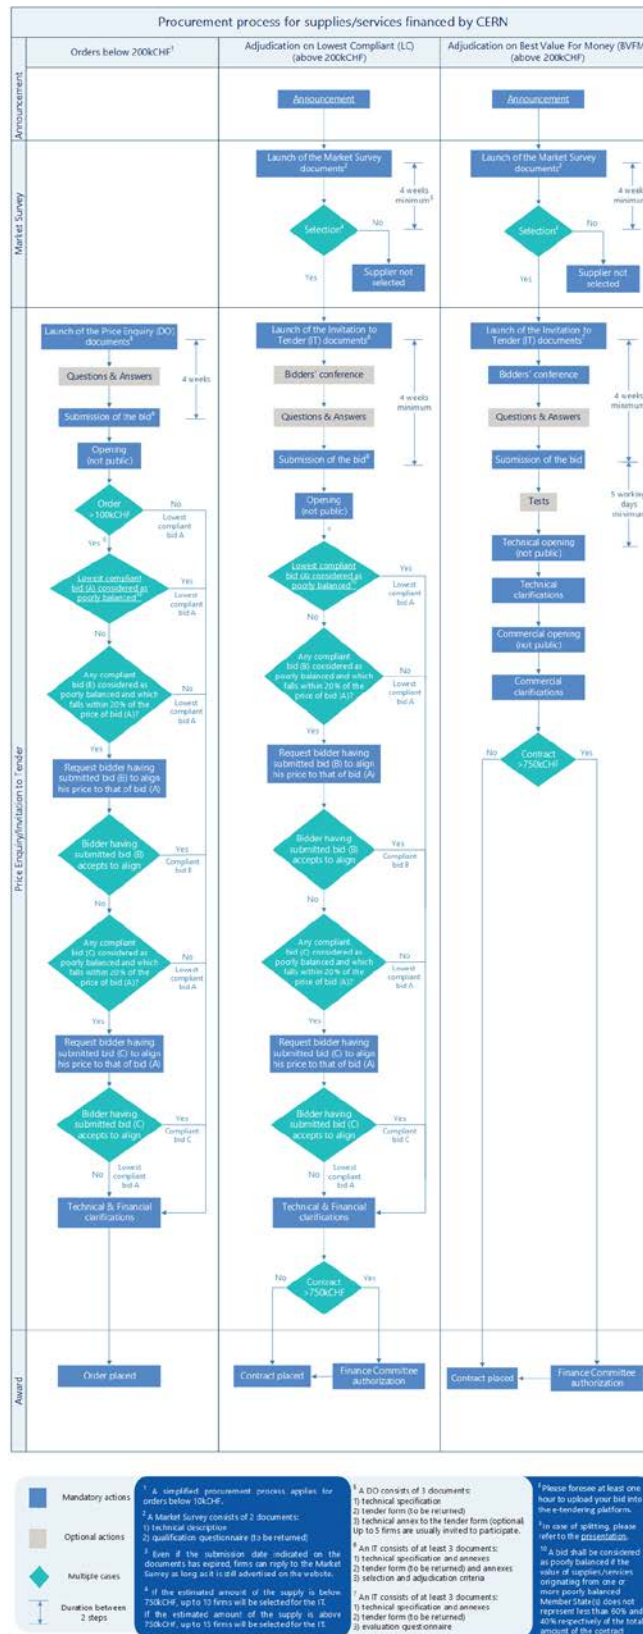 Procurement process for supplies/services financed by CERN
Orders below 200kCHF¹
Adjudication on Lowest Compliant (LC)
(above 200kCHF)
Adjudication on Best Value For Money (BVFM)
(above 200kCHF)
Announcement
Announcement
Announcement
Market Survey
Launch of the Market Survey
documents²
4 weeks
minimum³
Selection⁴
No
Yes
Supplier not
selected
Launch of the Market Survey
documents²
4 weeks
minimum
Selection⁴
No
Yes
Supplier not
selected
Price Enquiry/Invitation to Tender
Launch of the Price Enquiry (DO)
documents⁵
Questions & Answers
4 weeks
Submission of the bid⁸
Opening
(not public)
Order
>100kCHF
No
Lowest
compliant
bid A
Yes ⁹
Lowest compliant
bid (A) considered as
poorly balanced¹⁰
Yes
Lowest
compliant
bid A
No
Any compliant
bid (B) considered as
poorly balanced and which
falls within 20% of the
price of bid (A)?
No
Lowest
compliant
bid A
Yes
Request bidder having
submitted bid (B) to align
his price to that of bid (A)
Bidder having
submitted bid (B)
accepts to align
Yes
Compliant
bid B
No
Any compliant
bid (C) considered as
poorly balanced and which
falls within 20% of the
price of bid (A)?
No
Lowest
compliant
bid A
Yes
Request bidder having
submitted bid (C) to align
his price to that of bid (A)
Bidder having
submitted bid (C)
accepts to align
Yes
Compliant
bid C
No
Lowest
compliant
bid A
Technical & Financial
clarifications
Launch of the Invitation to
Tender (IT) documents⁶
Bidders' conference
4 weeks
minimum
Questions & Answers
Submission of the bid⁸
Opening
(not public)
Lowest compliant
bid (A) considered as
poorly balanced¹⁰
Yes
Lowest
compliant
bid A
No
Any compliant
bid (B) considered as
poorly balanced and which
falls within 20% of the
price of bid (A)?
No
Lowest
compliant
bid A
Yes
Request bidder having
submitted bid (B) to align
his price to that of bid (A)
Bidder having
submitted bid (B)
accepts to align
Yes
Compliant
bid B
No
Any compliant
bid (C) considered as
poorly balanced and which
falls within 20% of the
price of bid (A)?
No
Lowest
compliant
bid A
Yes
Request bidder having
submitted bid (C) to align
his price to that of bid (A)
Bidder having
submitted bid (C)
accepts to align
Yes
Compliant
bid C
No
Lowest
compliant
bid A
Technical & Financial
clarifications
No
Contract
>750kCHF
Yes
Launch of the Invitation to
Tender (IT) documents⁷
Bidders' conference
4 weeks
minimum
Questions & Answers
Submission of the bid
Tests
5 working
days
minimum
Technical opening
(not public)
Technical
clarifications
Commercial opening
(not public)
Commercial
clarifications
No
Contract
>750kCHF
Yes
Award
Order placed
Contract placed
Finance Committee
authorization
Contract placed
Finance Committee
authorization
Mandatory actions
Optional actions
Multiple cases
Duration between
2 steps
¹ A simplified procurement process applies for
orders below 10kCHF.
² A Market Survey consists of 2 documents:
1) technical description
2) qualification questionnaire (to be returned)
³ Even if the submission date indicated on the
documents has expired, firms can reply to the Market
Survey as long as it is still advertised on the website.
⁴ If the estimated amount of the supply is below
750kCHF, up to 10 firms will be selected for the IT.
If the estimated amount of the supply is above
750kCHF, up to 15 firms will be selected for the IT.
⁵ A DO consists of 3 documents:
1) technical specification
2) tender form (to be returned)
3) technical annex to the tender form (optional)
Up to 5 firms are usually invited to participate.
⁶ An IT consists of at least 3 documents:
1) technical specification and annexes
2) tender form (to be returned) and annexes
3) selection and adjudication criteria
⁷ An IT consists of at least 3 documents:
1) technical specification and annexes
2) tender form (to be returned)
3) evaluation questionnaire
⁸ Please foresee at least one
hour to upload your bid into
the e-tendering platform.
⁹ In case of splitting, please
refer to the presentation.
¹⁰ A bid shall be considered
as poorly balanced if the
value of supplies/services
originating from one or
more poorly balanced
Member State(s) does not
represent less than 60% and
40% respectively of the total
amount of the contract